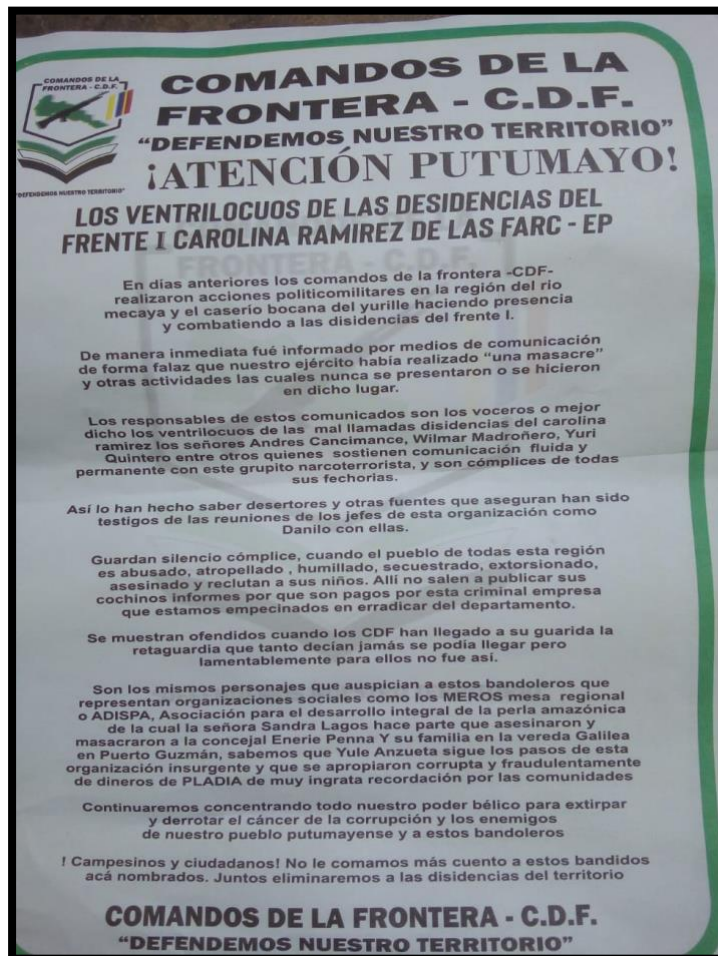 COMANDOS DE LA
FRONTERA - C.D.F.
"DEFENDEMOS NUESTRO TERRITORIO"
COMANDOS DE LA
FRONTERA - C.D.F.
"DEFENDEMOS NUESTRO TERRITORIO"
¡ATENCIÓN PUTUMAYO!
LOS VENTRILOCUOS DE LAS DESIDENCIAS DEL
FRENTE I CAROLINA RAMIREZ DE LAS FARC - EP
FRONTERA - C.D.F.
En días anteriores los comandos de la frontera -CDF-
realizaron acciones politicomilitares en la región del rio
mecaya y el caserío bocana del yurille haciendo presencia
y combatiendo a las disidencias del frente I.
De manera inmediata fué informado por medios de comunicación
de forma falaz que nuestro ejército había realizado "una masacre"
y otras actividades las cuales nunca se presentaron o se hicieron
en dicho lugar.
Los responsables de estos comunicados son los voceros o mejor
dicho los ventrilocuos de las mal llamadas disidencias del carolina
ramirez los señores Andres Cancimance, Wilmar Madroñero, Yuri
Quintero entre otros quienes sostienen comunicación fluida y
permanente con este grupito narcoterrorista, y son cómplices de todas
sus fechorias.
Así lo han hecho saber desertores y otras fuentes que aseguran han sido
testigos de las reuniones de los jefes de esta organización como
Danilo con ellas.
Guardan silencio cómplice, cuando el pueblo de todas esta región
es abusado, atropellado , humillado, secuestrado, extorsionado,
asesinado y reclutan a sus niños. Allí no salen a publicar sus
cochinos informes por que son pagos por esta criminal empresa
que estamos empecinados en erradicar del departamento.
Se muestran ofendidos cuando los CDF han llegado a su guarida la
retaguardia que tanto decían jamás se podia llegar pero
lamentablemente para ellos no fue así.
Son los mismos personajes que auspician a estos bandoleros que
representan organizaciones sociales como los MEROS mesa regional
o ADISPA, Asociación para el desarrollo integral de la perla amazónica
de la cual la señora Sandra Lagos hace parte que asesinaron y
masacraron a la concejal Enerie Penna Y su familia en la vereda Galilea
en Puerto Guzmán, sabemos que Yule Anzueta sigue los pasos de esta
organización insurgente y que se apropiaron corrupta y fraudulentamente
de dineros de PLADIA de muy ingrata recordación por las comunidades
Continuaremos concentrando todo nuestro poder bélico para extirpar
y derrotar el cáncer de la corrupción y los enemigos
de nuestro pueblo putumayense y a estos bandoleros
! Campesinos y ciudadanos! No le comamos más cuento a estos bandidos
acá nombrados. Juntos eliminaremos a las disidencias del territorio
COMANDOS DE LA FRONTERA - C.D.F.
"DEFENDEMOS NUESTRO TERRITORIO"